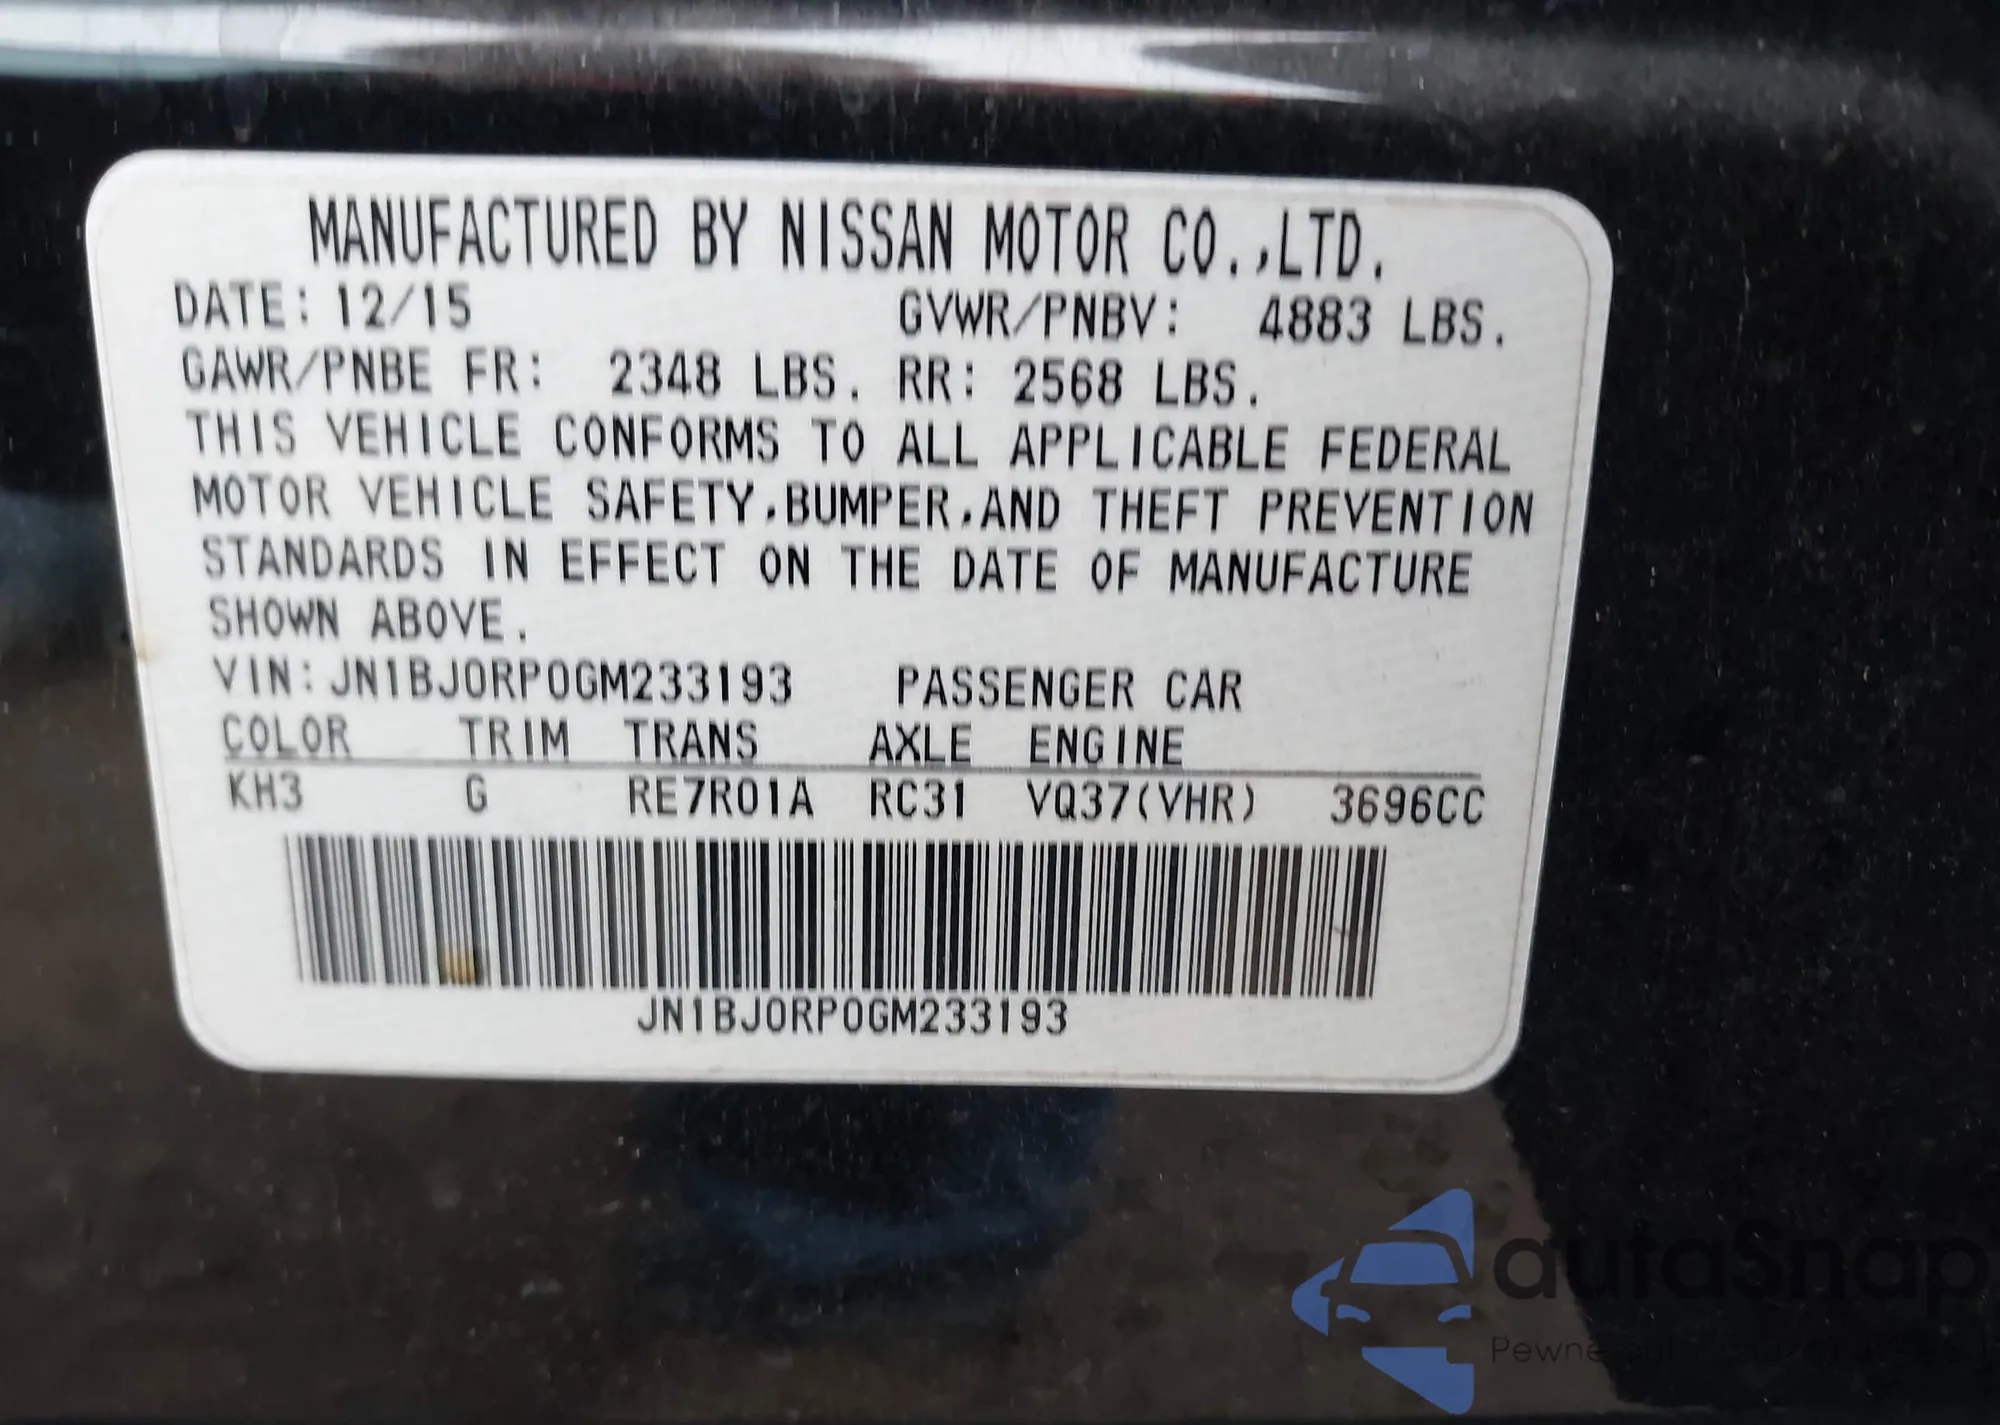 MANUFACTURED BY NISSAN MOTOR CO.,LTD.
DATE: 12/15 GVWR/PNBV: 4883 LBS.
GAWR/PNBE FR: 2348 LBS. RR: 2568 LBS.
THIS VEHICLE CONFORMS TO ALL APPLICABLE FEDERAL
MOTOR VEHICLE SAFETY,BUMPER,AND THEFT PREVENTION
STANDARDS IN EFFECT ON THE DATE OF MANUFACTURE
SHOWN ABOVE.
VIN: JN1BJ0RP0GM233193 PASSENGER CAR
COLOR TRIM TRANS AXLE ENGINE
KH3 G RE7R01A RC31 VQ37(VHR) 3696CC
JN1BJ0RP0GM233193
autoSnap
Pewne